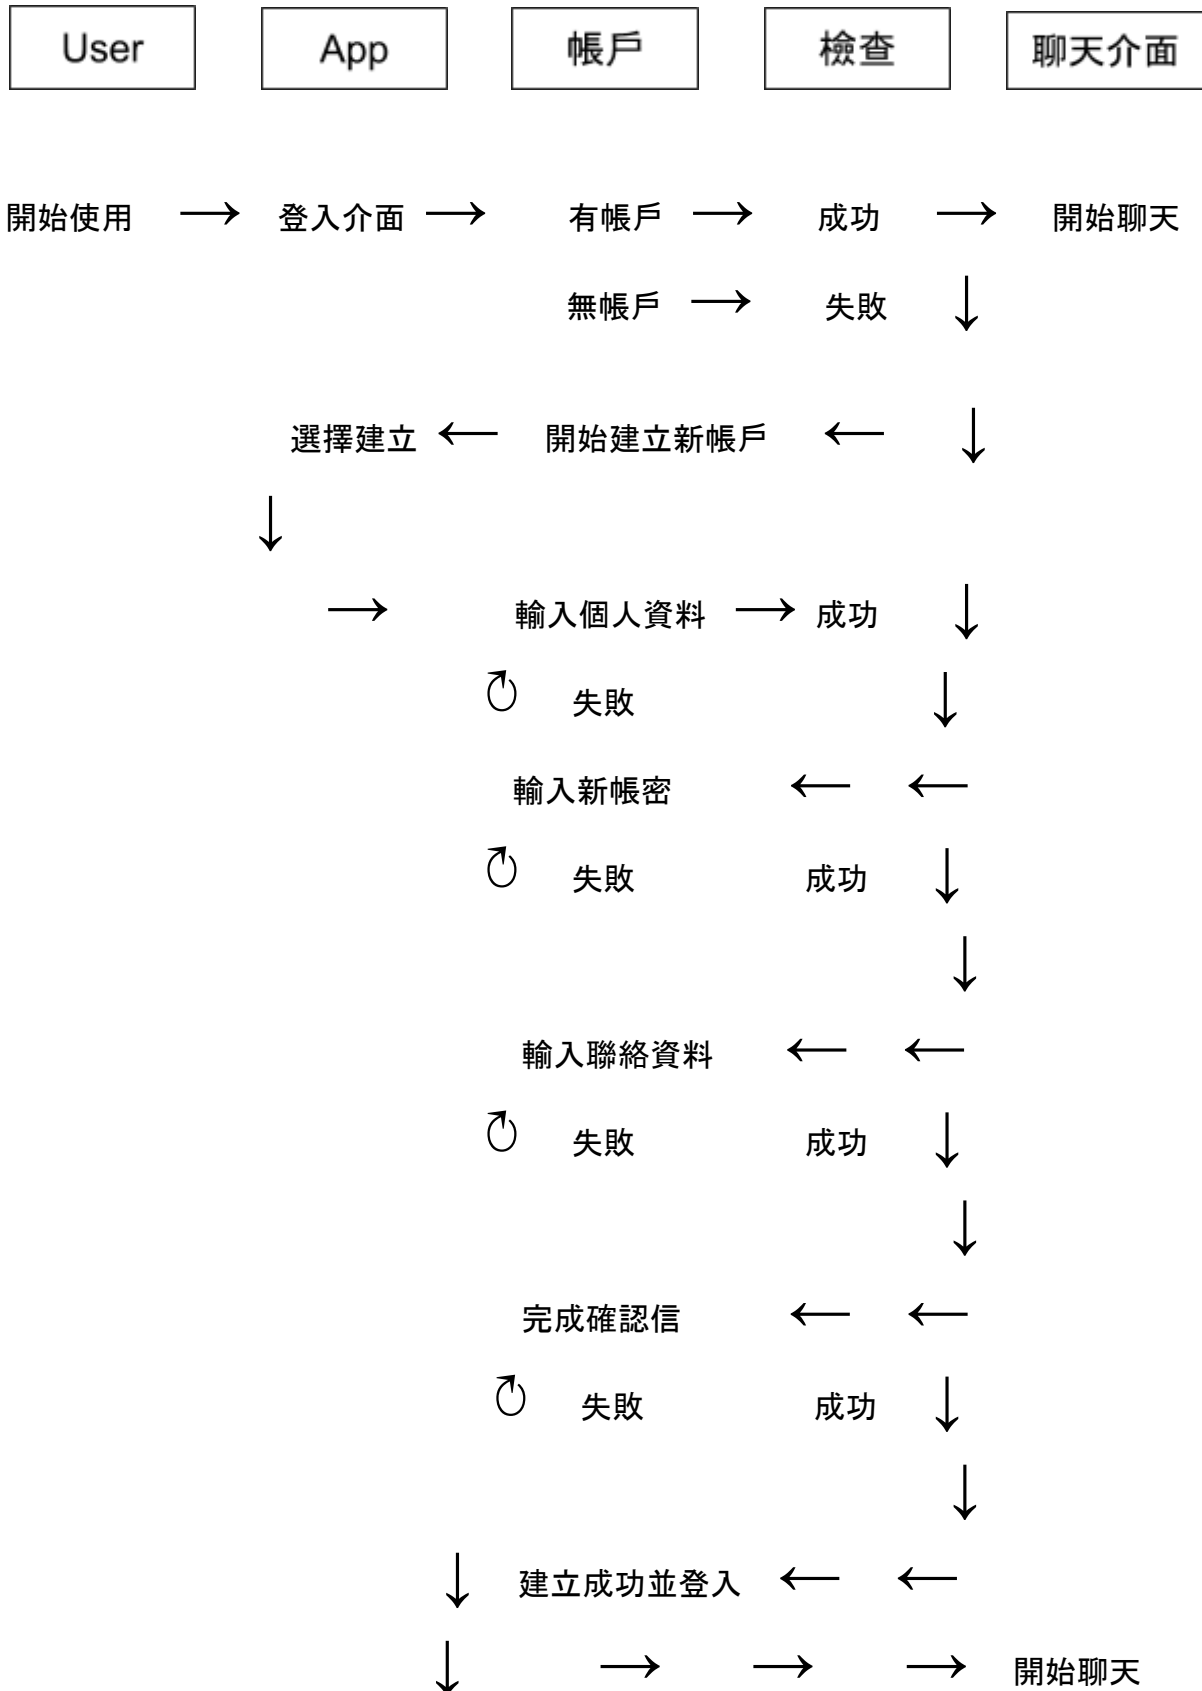 User App 帳戶 檢查 聊天介面
開始使用 → 登入介面 → 有帳戶 → 成功 → 開始聊天
無帳戶 → 失敗 ↓
選擇建立 ← 開始建立新帳戶 ← ↓
↓
→ 輸入個人資料 → 成功 ↓
↻ 失敗 ↓
輸入新帳密 ← ←
↻ 失敗 成功 ↓
↓
輸入聯絡資料 ← ←
↻ 失敗 成功 ↓
↓
完成確認信 ← ←
↻ 失敗 成功 ↓
↓
↓ 建立成功並登入 ← ←
↓ → → → 開始聊天